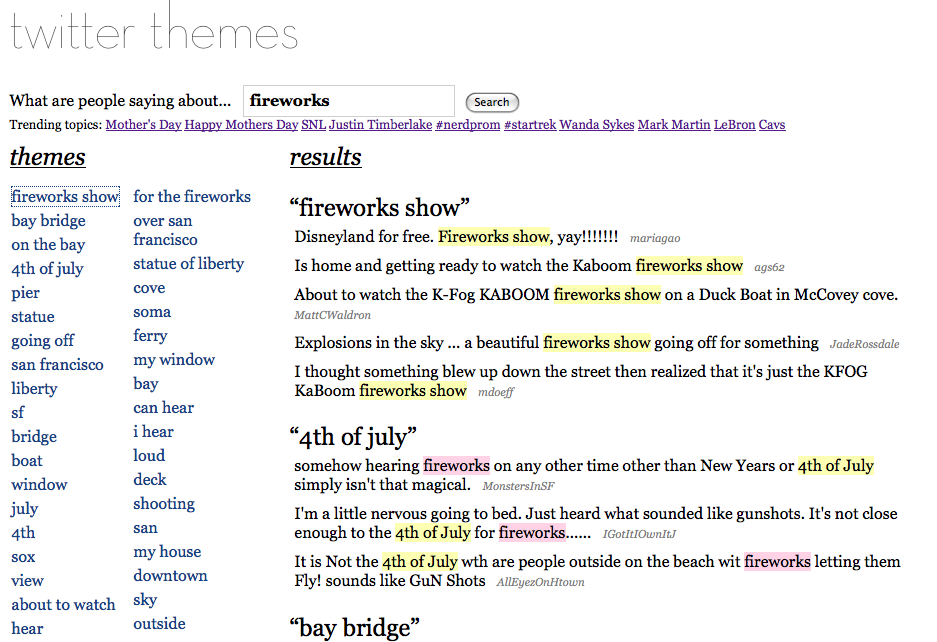 twitter themes
What are people saying about... fireworks Search
Trending topics: Mother's Day Happy Mothers Day SNL Justin Timberlake #nerdprom #startrek Wanda Sykes Mark Martin LeBron Cavs
themes
fireworks show
bay bridge
on the bay
4th of july
pier
statue
going off
san francisco
liberty
sf
bridge
boat
window
july
4th
sox
view
about to watch
hear
for the fireworks
over san
francisco
statue of liberty
cove
soma
ferry
my window
bay
can hear
i hear
loud
deck
shooting
san
my house
downtown
sky
outside
results
“fireworks show”
Disneyland for free. Fireworks show, yay!!!!!!! mariagao
Is home and getting ready to watch the Kaboom fireworks show ags62
About to watch the K-Fog KABOOM fireworks show on a Duck Boat in McCovey cove.
MattCWaldron
Explosions in the sky ... a beautiful fireworks show going off for something JadeRossdale
I thought something blew up down the street then realized that it's just the KFOG
KaBoom fireworks show mdoeff
“4th of july”
somehow hearing fireworks on any other time other than New Years or 4th of July
simply isn't that magical. MonstersInSF
I'm a little nervous going to bed. Just heard what sounded like gunshots. It's not close
enough to the 4th of July for fireworks...... IGotItIOwnItJ
It is Not the 4th of July wth are people outside on the beach wit fireworks letting them
Fly! sounds like GuN Shots AllEyezOnHtown
“bay bridge”